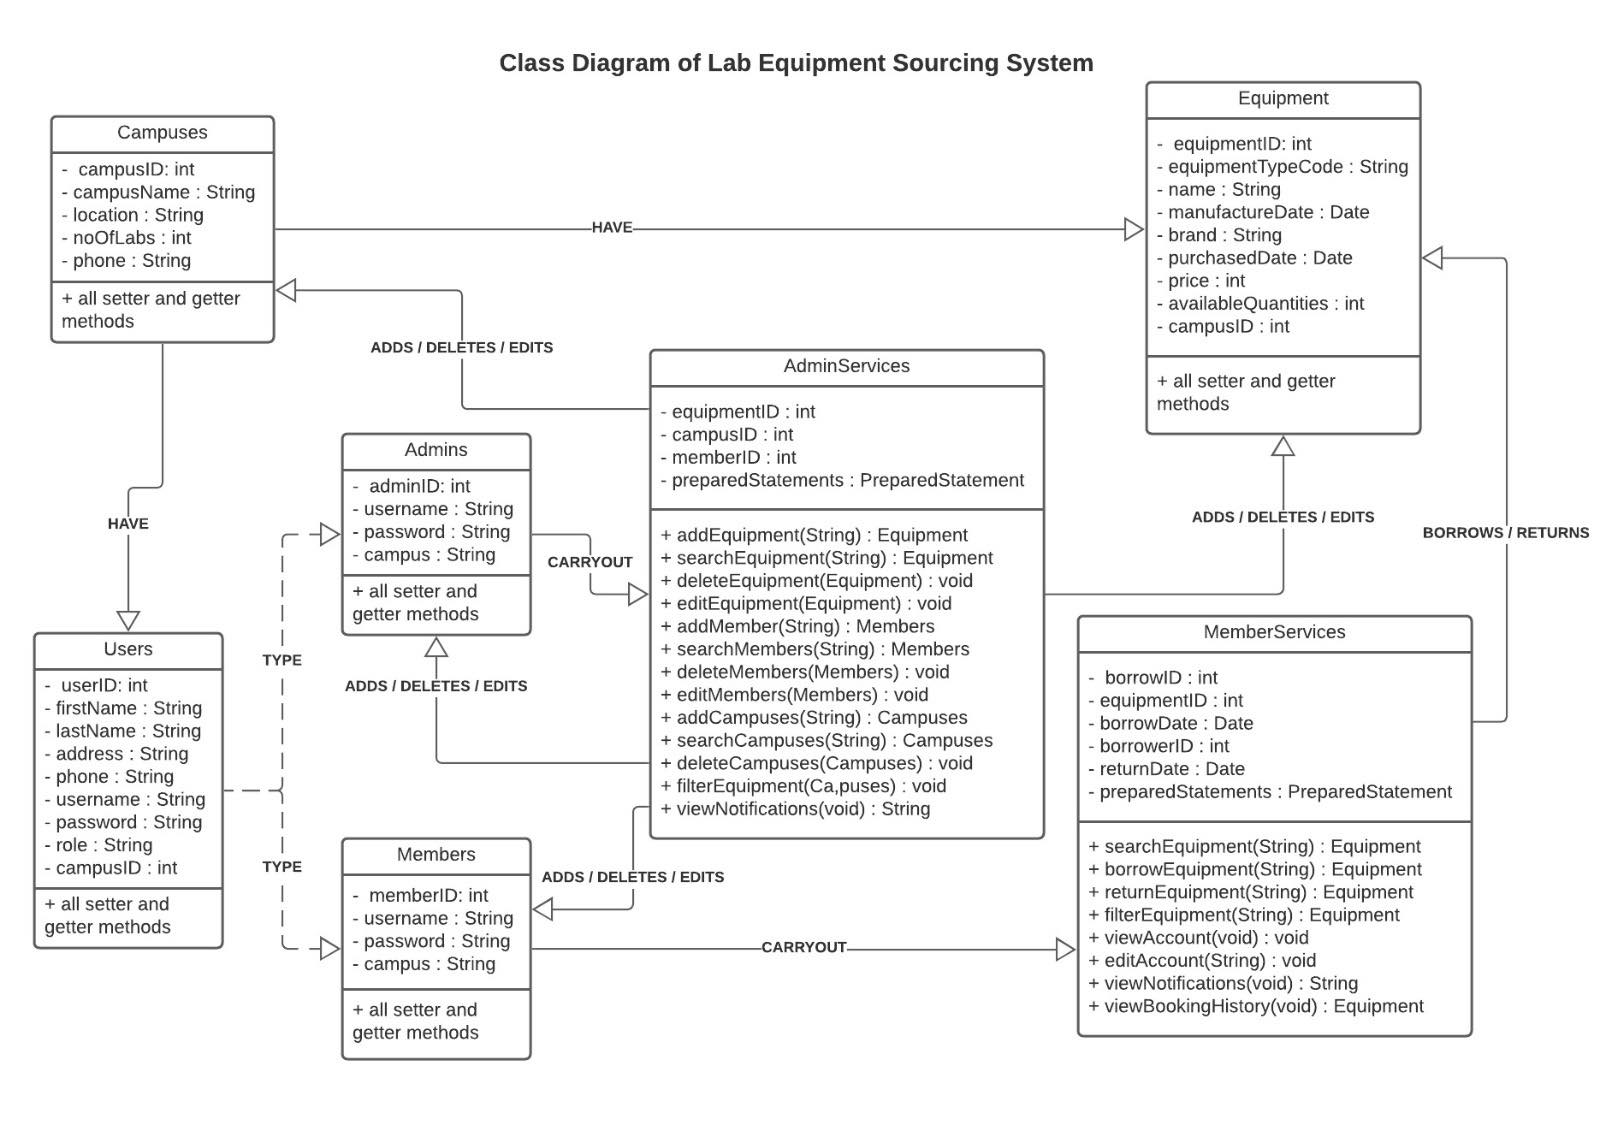 Class Diagram of Lab Equipment Sourcing System
Campuses
-  campusID: int
- campusName : String
- location : String
- noOfLabs : int
- phone : String
+ all setter and getter
methods
HAVE
Equipment
-  equipmentID: int
- equipmentTypeCode : String
- name : String
- manufactureDate : Date
- brand : String
- purchasedDate : Date
- price : int
- availableQuantities : int
- campusID : int
+ all setter and getter
methods
ADDS / DELETES / EDITS
HAVE
Admins
-  adminID: int
- username : String
- password : String
- campus : String
+ all setter and
getter methods
CARRYOUT
AdminServices
- equipmentID : int
- campusID : int
- memberID : int
- preparedStatements : PreparedStatement
+ addEquipment(String) : Equipment
+ searchEquipment(String) : Equipment
+ deleteEquipment(Equipment) : void
+ editEquipment(Equipment) : void
+ addMember(String) : Members
+ searchMembers(String) : Members
+ deleteMembers(Members) : void
+ editMembers(Members) : void
+ addCampuses(String) : Campuses
+ searchCampuses(String) : Campuses
+ deleteCampuses(Campuses) : void
+ filterEquipment(Ca,puses) : void
+ viewNotifications(void) : String
ADDS / DELETES / EDITS
BORROWS / RETURNS
Users
-  userID: int
- firstName : String
- lastName : String
- address : String
- phone : String
- username : String
- password : String
- role : String
- campusID : int
+ all setter and
getter methods
TYPE
ADDS / DELETES / EDITS
TYPE
Members
-  memberID: int
- username : String
- password : String
- campus : String
+ all setter and
getter methods
ADDS / DELETES / EDITS
CARRYOUT
MemberServices
-  borrowID : int
- equipmentID : int
- borrowDate : Date
- borrowerID : int
- returnDate : Date
- preparedStatements : PreparedStatement
+ searchEquipment(String) : Equipment
+ borrowEquipment(String) : Equipment
+ returnEquipment(String) : Equipment
+ filterEquipment(String) : Equipment
+ viewAccount(void) : void
+ editAccount(String) : void
+ viewNotifications(void) : String
+ viewBookingHistory(void) : Equipment